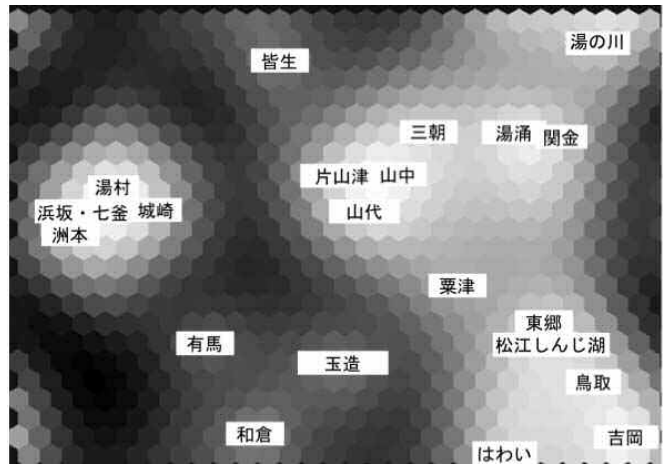 湯の川
皆生
三朝
湯涌
関金
片山津
山中
湯村
浜坂・七釜
城崎
山代
洲本
粟津
東郷
有馬
松江しんじ湖
玉造
鳥取
和倉
吉岡
はわい